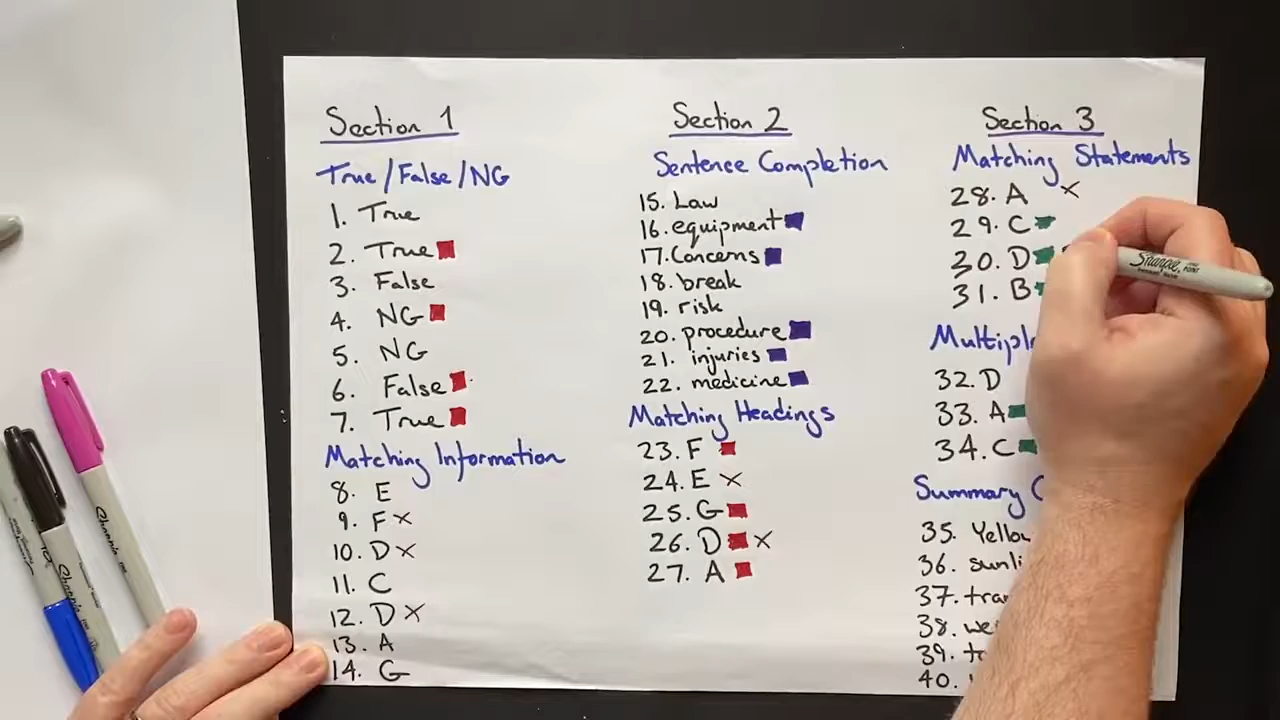 Section 1
True/False/NG
1. True
2. True
3. False
4. NG
5. NG
6. False
7. True
Matching Information
8. E
9. F ×
10. D ×
11. C
12. D ×
13. A
14. G
Section 2
Sentence Completion
15. Law
16. equipment
17. Concerns
18. break
19. risk
20. procedure
21. injuries
22. medicine
Matching Headings
23. F
24. E ×
25. G
26. D ×
27. A
Section 3
Matching Statements
28. A ×
29. C
30. D
31. B
32. D
33. A
34. C
Summary
35.
36.
37.
38.
39.
40.
Sharpie
Sharpie